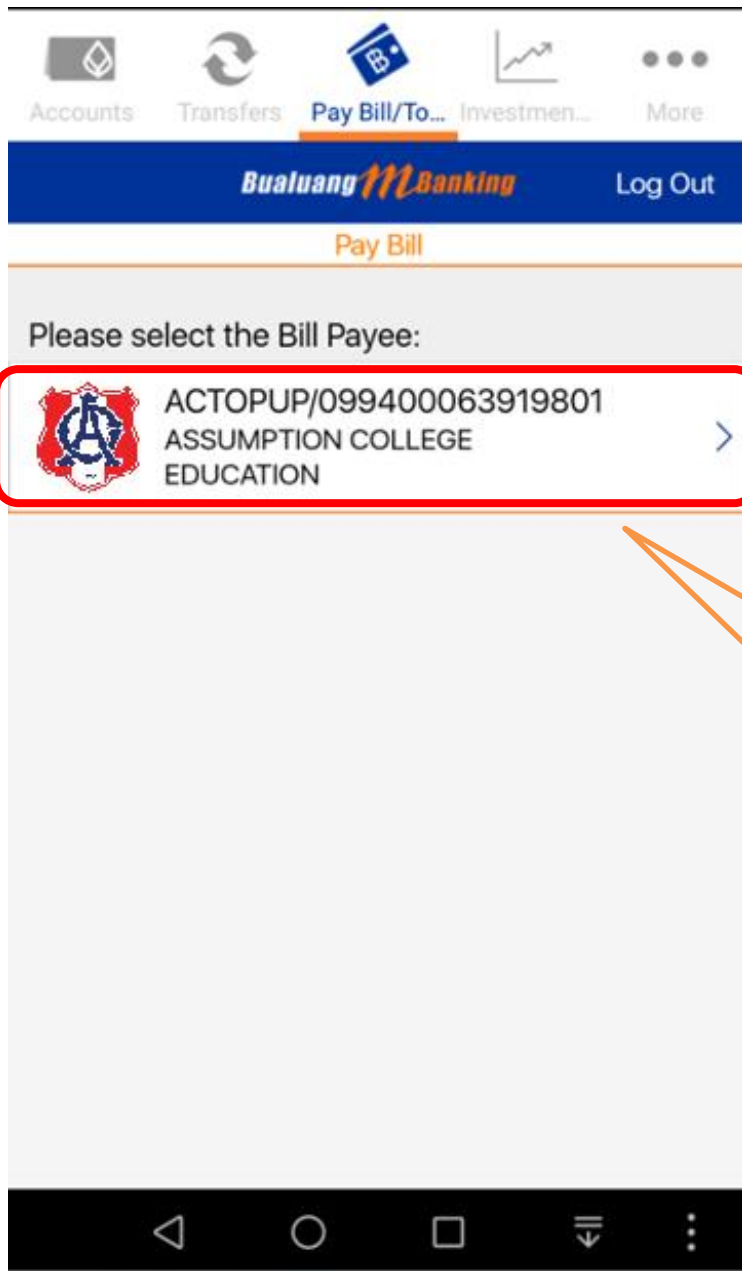 Accounts Transfers Pay Bill/To... Investmen... More
Bualuang mBanking Log Out
Pay Bill
Please select the Bill Payee:
ACTOPUP/099400063919801
ASSUMPTION COLLEGE
EDUCATION